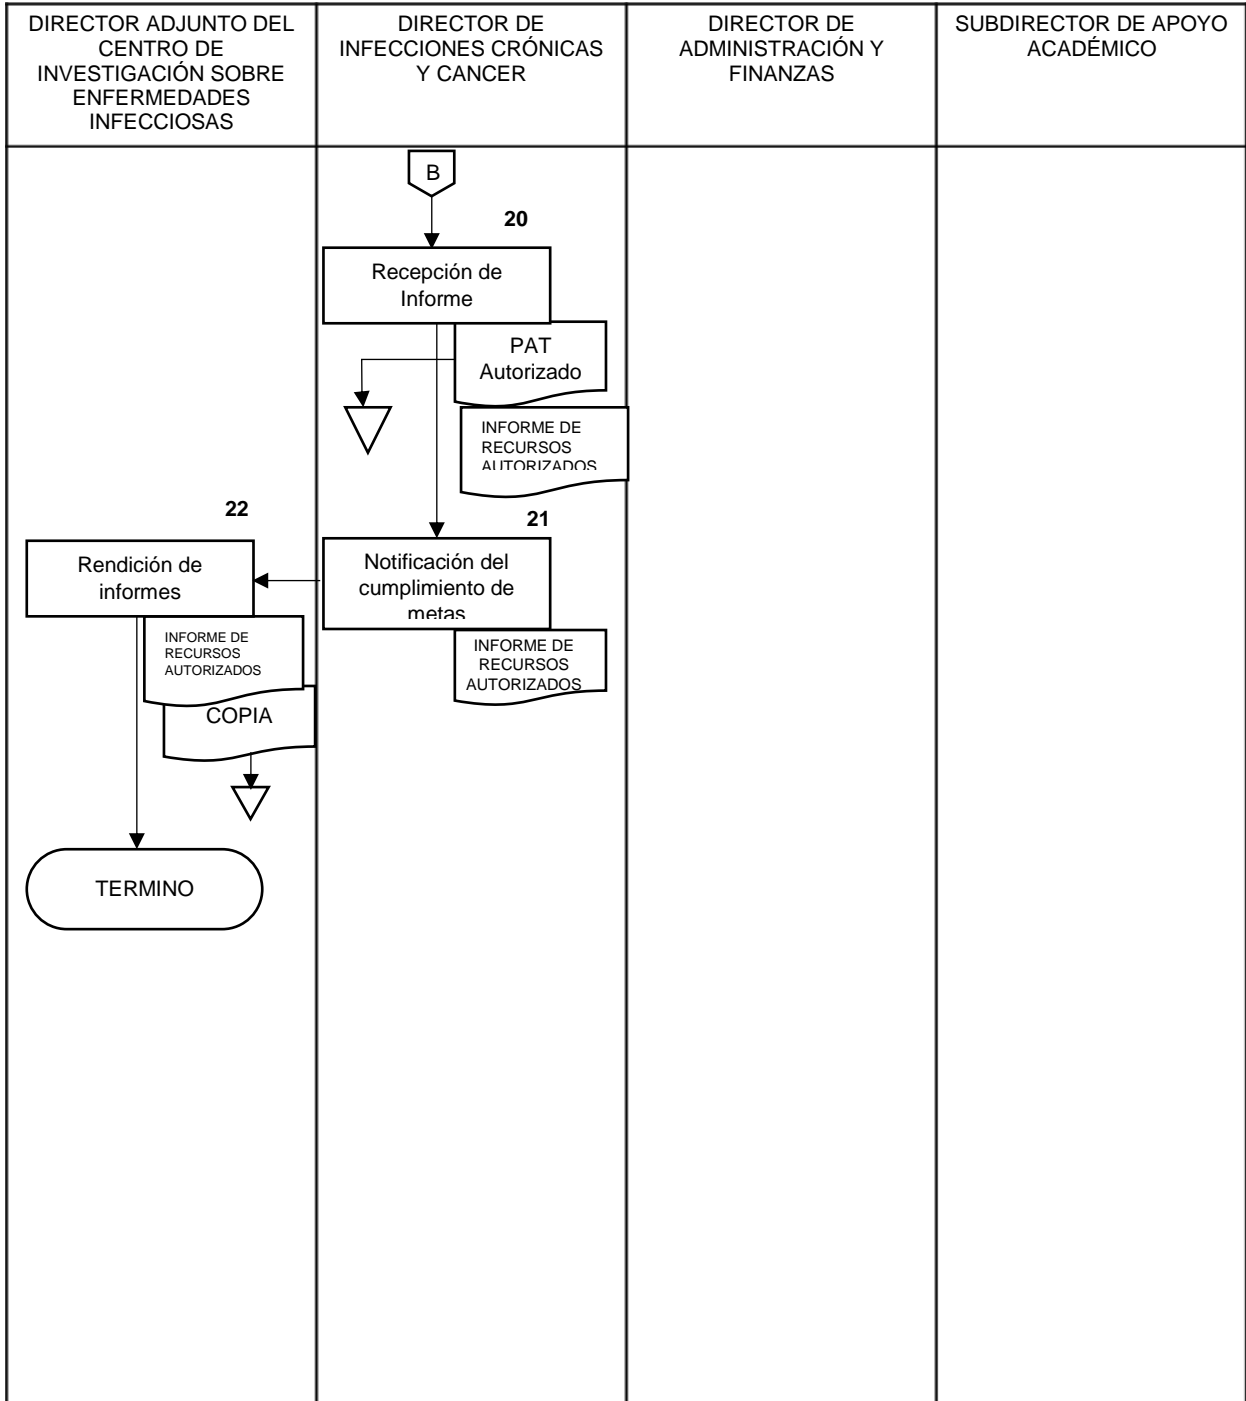 DIRECTOR ADJUNTO DEL
CENTRO DE
INVESTIGACIÓN SOBRE
ENFERMEDADES
INFECCIOSAS
DIRECTOR DE
INFECCIONES CRÓNICAS
Y CANCER
DIRECTOR DE
ADMINISTRACIÓN Y
FINANZAS
SUBDIRECTOR DE APOYO
ACADÉMICO
B
20
Recepción de
Informe
PAT
Autorizado
INFORME DE
RECURSOS
AUTORIZADOS
21
Notificación del
cumplimiento de
metas
INFORME DE
RECURSOS
AUTORIZADOS
22
Rendición de
informes
INFORME DE
RECURSOS
AUTORIZADOS
COPIA
TERMINO